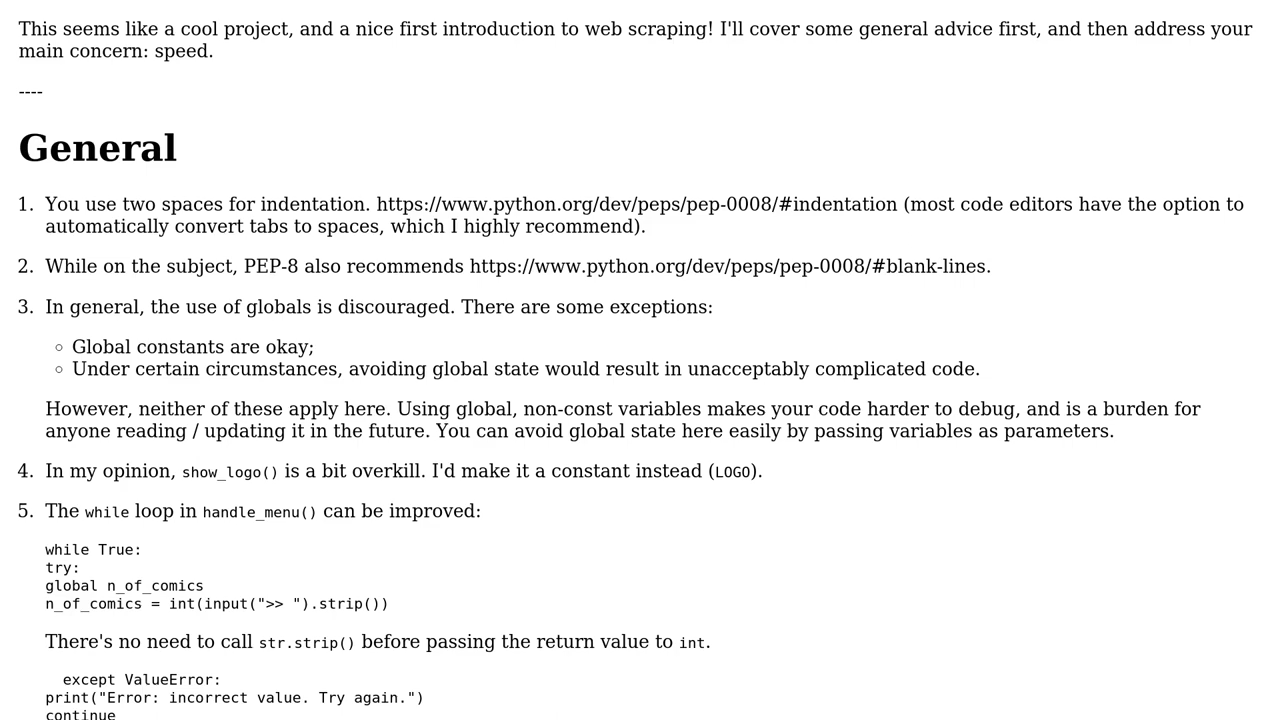 This seems like a cool project, and a nice first introduction to web scraping! I'll cover some general advice first, and then address your
main concern: speed.
----
General
1. You use two spaces for indentation. https://www.python.org/dev/peps/pep-0008/#indentation (most code editors have the option to
automatically convert tabs to spaces, which I highly recommend).
2. While on the subject, PEP-8 also recommends https://www.python.org/dev/peps/pep-0008/#blank-lines.
3. In general, the use of globals is discouraged. There are some exceptions:
◦ Global constants are okay;
◦ Under certain circumstances, avoiding global state would result in unacceptably complicated code.
However, neither of these apply here. Using global, non-const variables makes your code harder to debug, and is a burden for
anyone reading / updating it in the future. You can avoid global state here easily by passing variables as parameters.
4. In my opinion, show_logo() is a bit overkill. I'd make it a constant instead (LOGO).
5. The while loop in handle_menu() can be improved:
while True:
try:
global n_of_comics
n_of_comics = int(input(">> ").strip())
There's no need to call str.strip() before passing the return value to int.
except ValueError:
print("Error: incorrect value. Try again.")
continue